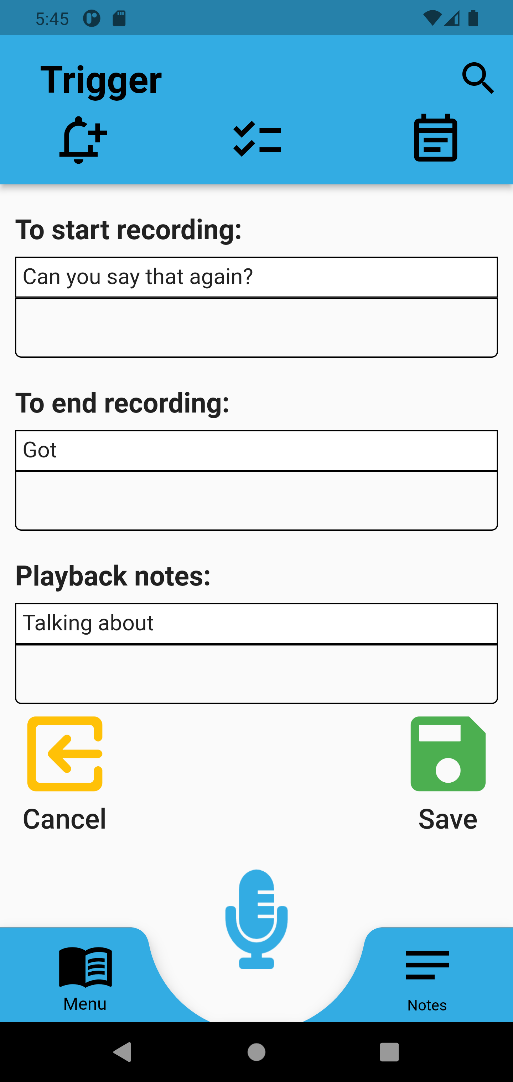 5:45
Trigger
To start recording:
Can you say that again?
To end recording:
Got
Playback notes:
Talking about
Cancel
Save
Menu
Notes